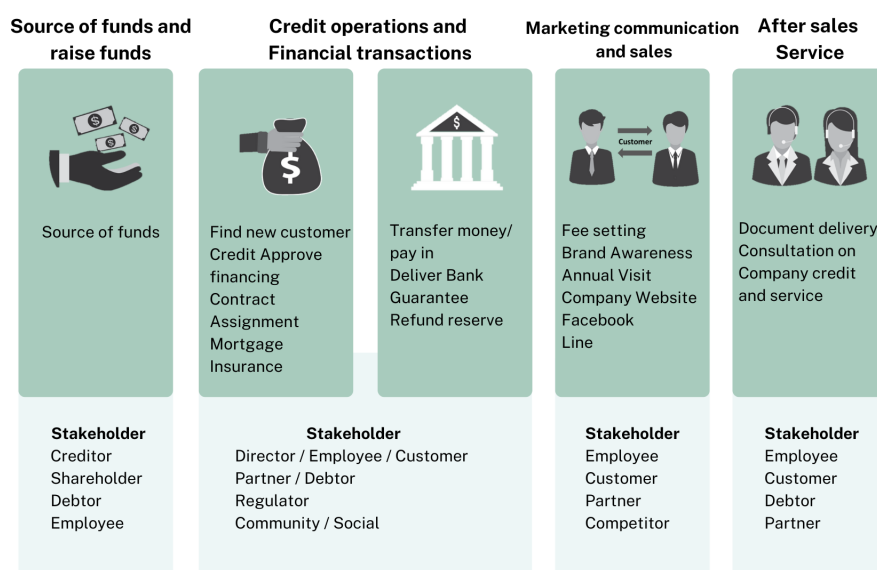 Source of funds and
raise funds
Source of funds
Stakeholder
Creditor
Shareholder
Debtor
Employee
Credit operations and
Financial transactions
Find new customer
Credit Approve
financing
Contract
Assignment
Mortgage
Insurance
Transfer money/
pay in
Deliver Bank
Guarantee
Refund reserve
Stakeholder
Director / Employee / Customer
Partner / Debtor
Regulator
Community / Social
Marketing communication
and sales
Customer
Fee setting
Brand Awareness
Annual Visit
Company Website
Facebook
Line
Stakeholder
Employee
Customer
Partner
Competitor
After sales
Service
Document delivery
Consultation on
Company credit
and service
Stakeholder
Employee
Customer
Debtor
Partner